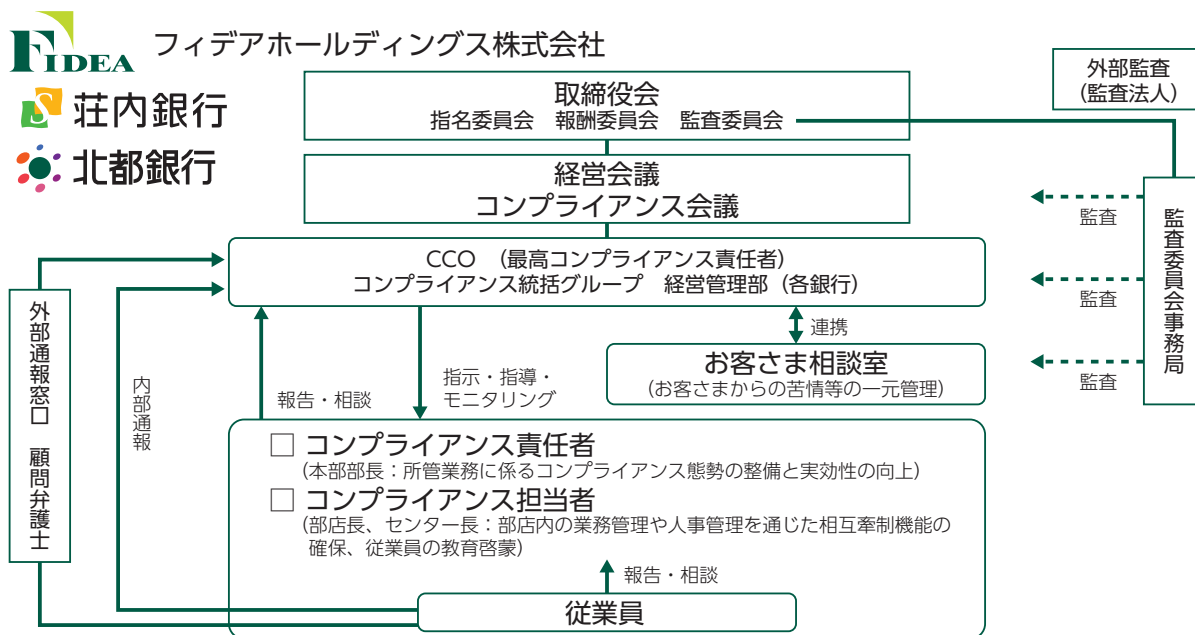 FIDEA
フィデアホールディングス株式会社
S
荘内銀行
北都銀行
外部監査
(監査法人)
取締役会
指名委員会 報酬委員会 監査委員会
経営会議
コンプライアンス会議
CCO (最高コンプライアンス責任者)
コンプライアンス統括グループ 経営管理部(各銀行)
監査委員会事務局
監査
監査
監査
連携
お客さま相談室
(お客さまからの苦情等の一元管理)
外部通報窓口 顧問弁護士
内部通報
報告・相談
指示・指導・
モニタリング
□ コンプライアンス責任者
(本部部長:所管業務に係るコンプライアンス態勢の整備と実効性の向上)
□ コンプライアンス担当者
(部店長、センター長:部店内の業務管理や人事管理を通じた相互牽制機能の
確保、従業員の教育啓蒙)
報告・相談
従業員